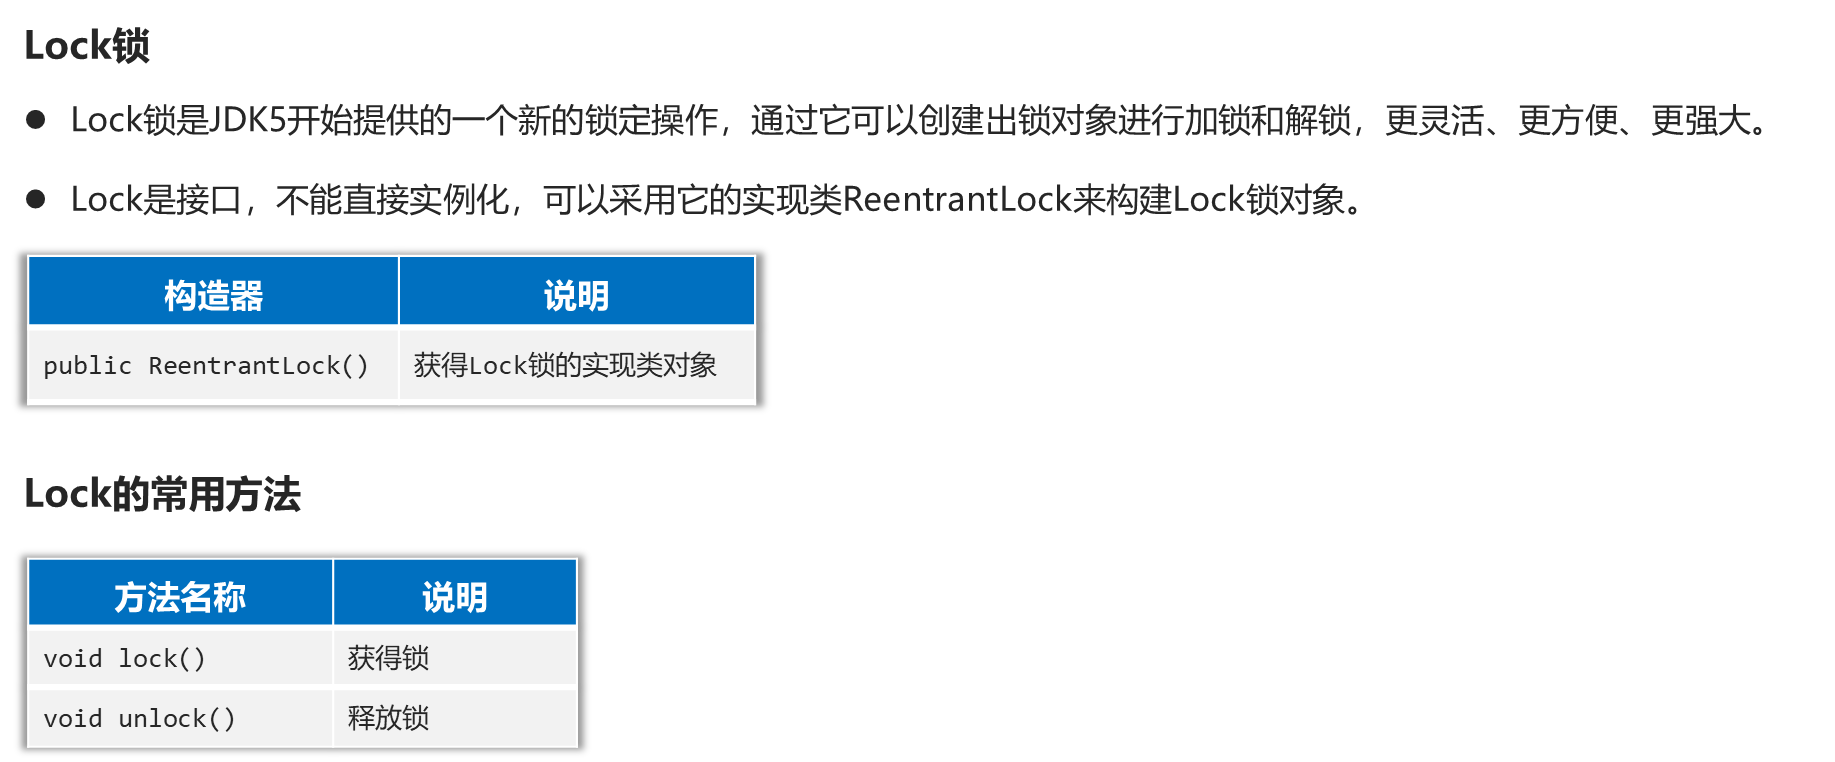 Lock锁
● Lock锁是JDK5开始提供的一个新的锁定操作，通过它可以创建出锁对象进行加锁和解锁，更灵活、更方便、更强大。
● Lock是接口，不能直接实例化，可以采用它的实现类ReentrantLock来构建Lock锁对象。
构造器 说明
public ReentrantLock() 获得Lock锁的实现类对象
Lock的常用方法
方法名称 说明
void lock() 获得锁
void unlock() 释放锁